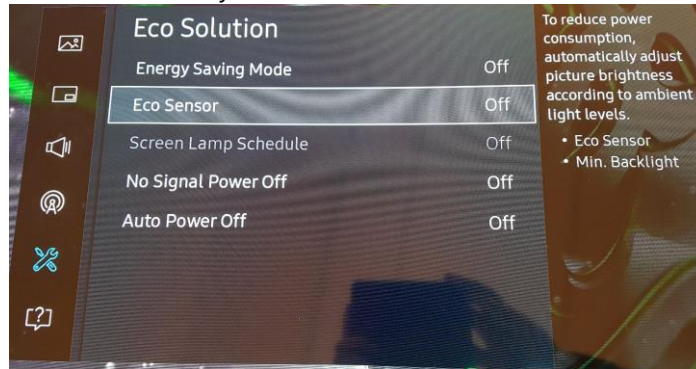 Eco Solution
Energy Saving Mode Off
Eco Sensor Off
Screen Lamp Schedule Off
No Signal Power Off Off
Auto Power Off Off
To reduce power
consumption,
automatically adjust
picture brightness
according to ambient
light levels.
• Eco Sensor
• Min. Backlight
[?]